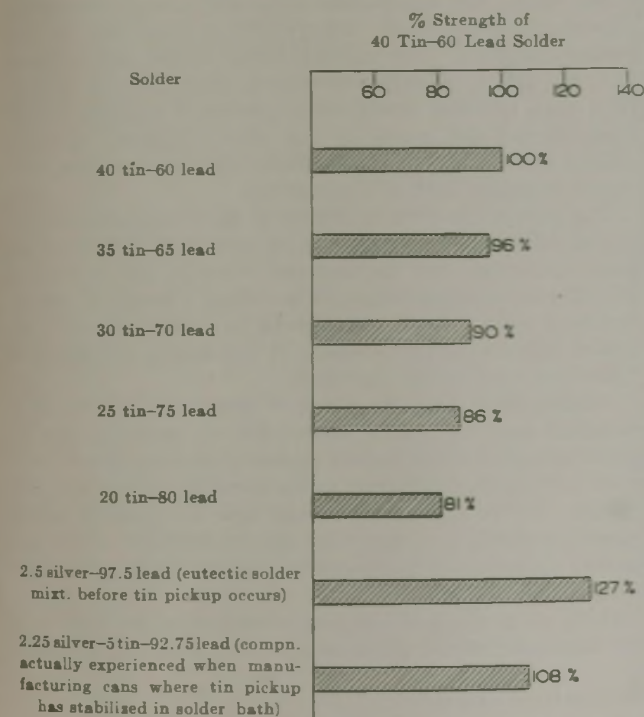 % Strength of
40 Tin–60 Lead Solder
Solder
60 80 100 120 140
40 tin–60 lead
100%
35 tin–65 lead
96%
30 tin–70 lead
90%
25 tin–75 lead
86%
20 tin–80 lead
81%
2.5 silver–97.5 lead (eutectic solder
mixt. before tin pickup occurs)
127%
2.25 silver–5 tin–92.75 lead (compn.
actually experienced when manu-
facturing cans where tin pickup
has stabilized in solder bath)
108%